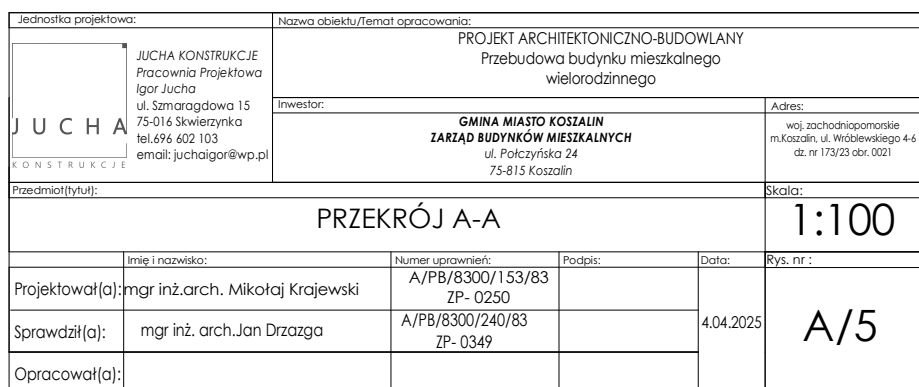 Jednostka projektowa:
JUCHA
KONSTRUKCJE
JUCHA KONSTRUKCJE
Pracownia Projektowa
Igor Jucha
ul. Szmaragdowa 15
75-016 Skwierzynka
tel.696 602 103
email: juchaigor@wp.pl
Nazwa obiektu/Temat opracowania:
PROJEKT ARCHITEKTONICZNO-BUDOWLANY
Przebudowa budynku mieszkalnego
wielorodzinnego
Inwestor:
GMINA MIASTO KOSZALIN
ZARZĄD BUDYNKÓW MIESZKALNYCH
ul. Połczyńska 24
75-815 Koszalin
Adres:
woj. zachodniopomorskie
m.Koszalin, ul. Wróblewskiego 4-6
dz. nr 173/23 obr. 0021
Przedmiot(tytuł):
PRZEKRÓJ A-A
Skala:
1:100
Imię i nazwisko:
Numer uprawnień:
Podpis:
Data:
Rys. nr :
Projektował(a):
mgr inż.arch. Mikołaj Krajewski
A/PB/8300/153/83
ZP- 0250
Sprawdził(a):
mgr inż. arch.Jan Drzazga
A/PB/8300/240/83
ZP- 0349
4.04.2025
A/5
Opracował(a):